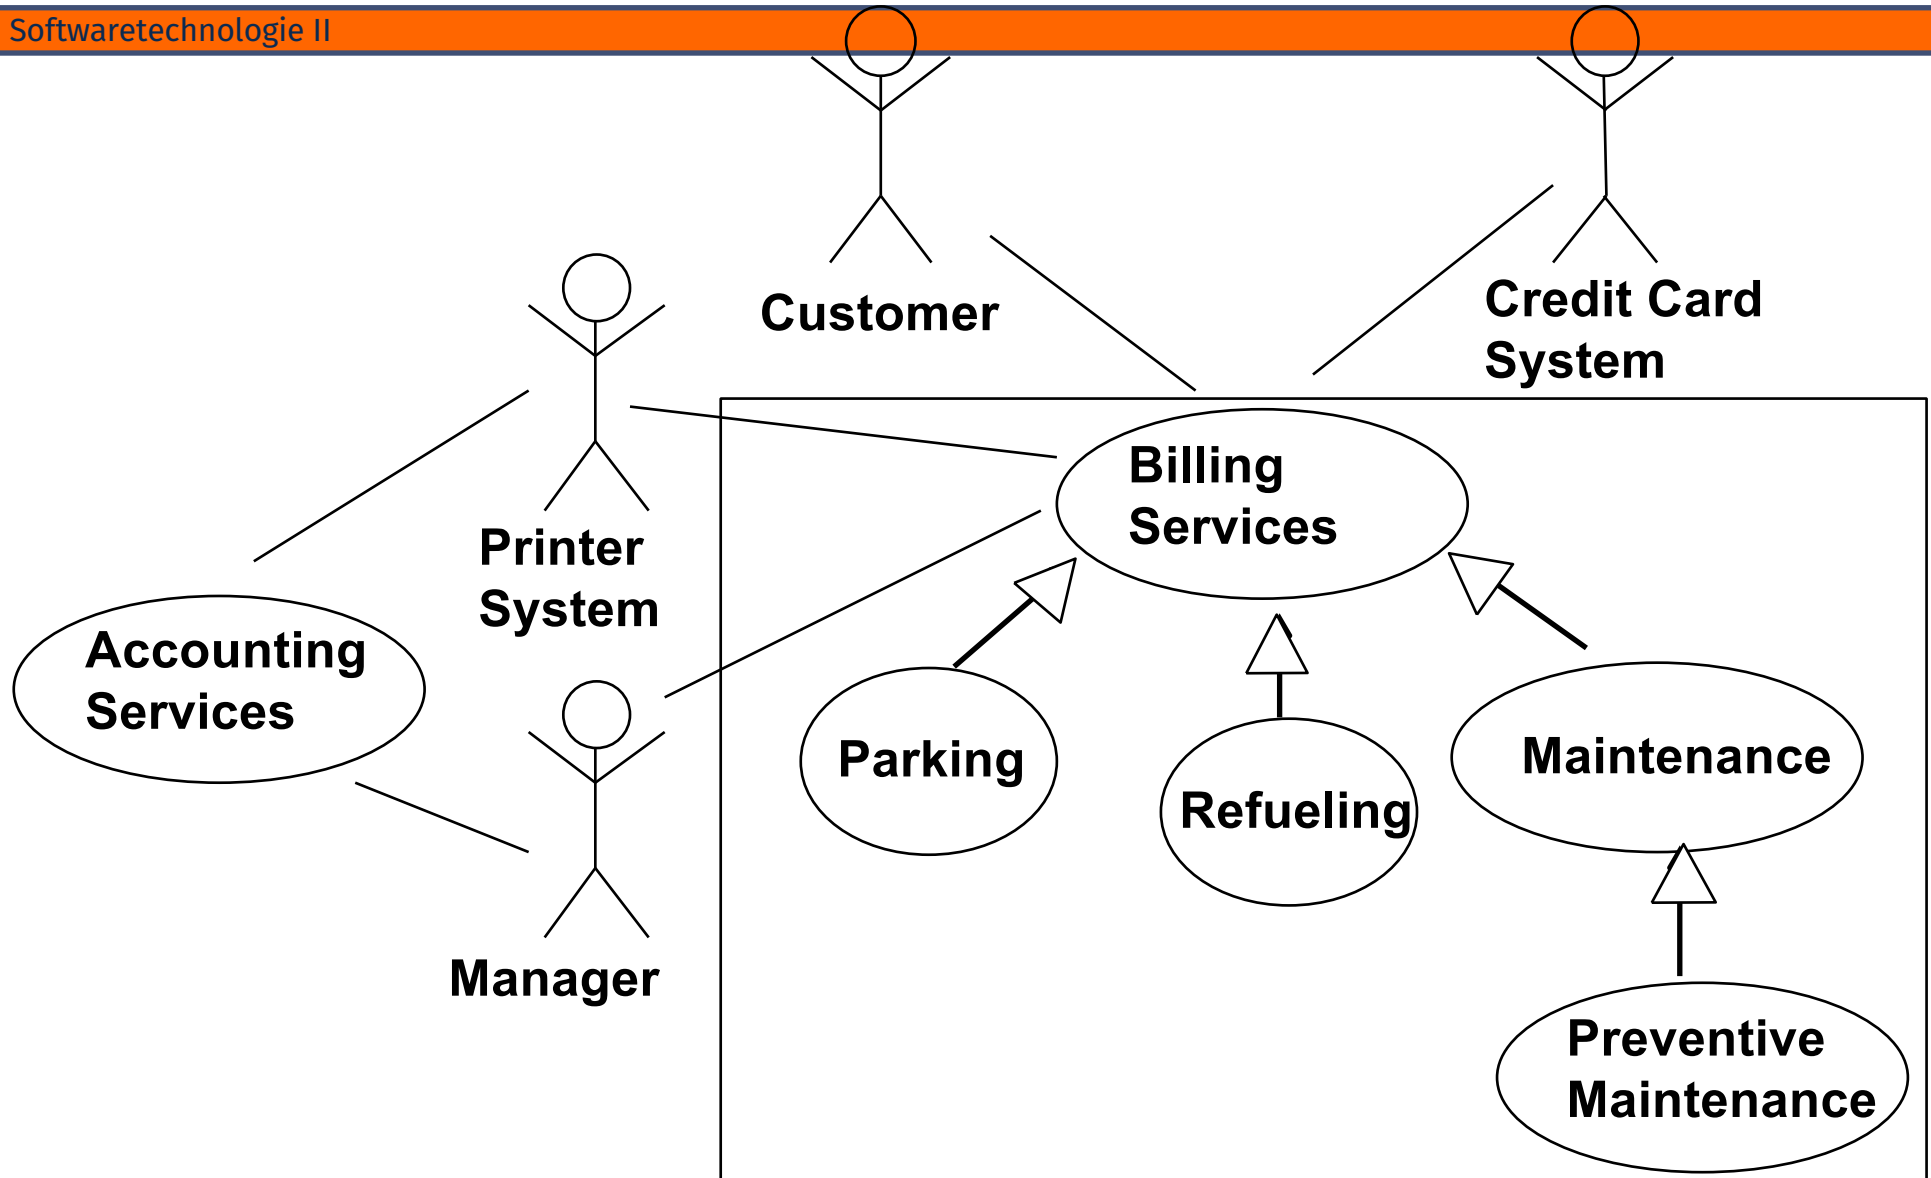 Softwaretechnologie II
Customer
Credit Card
System
Billing
Services
Printer
System
Accounting
Services
Parking
Refueling
Maintenance
Manager
Preventive
Maintenance